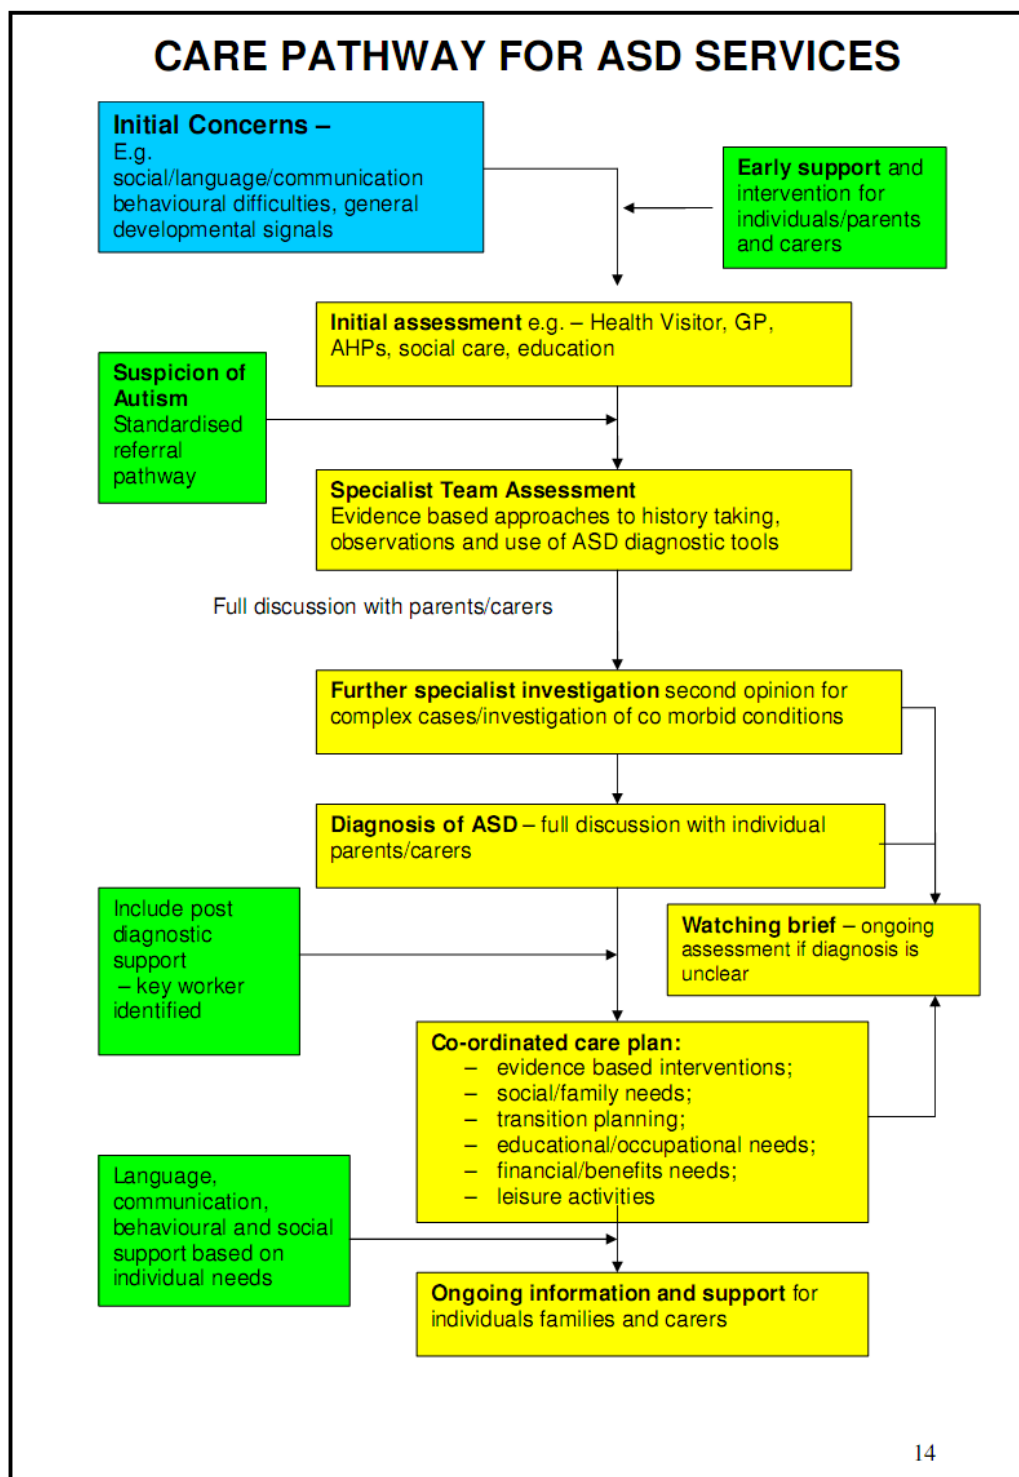 CARE PATHWAY FOR ASD SERVICES
Initial Concerns –
E.g.
social/language/communication
behavioural difficulties, general
developmental signals
Early support and
intervention for
individuals/parents
and carers
Initial assessment e.g. – Health Visitor, GP,
AHPs, social care, education
Suspicion of
Autism
Standardised
referral
pathway
Specialist Team Assessment
Evidence based approaches to history taking,
observations and use of ASD diagnostic tools
Full discussion with parents/carers
Further specialist investigation second opinion for
complex cases/investigation of co morbid conditions
Diagnosis of ASD – full discussion with individual
parents/carers
Include post
diagnostic
support
– key worker
identified
Watching brief – ongoing
assessment if diagnosis is
unclear
Co-ordinated care plan:
– evidence based interventions;
– social/family needs;
– transition planning;
– educational/occupational needs;
– financial/benefits needs;
– leisure activities
Language,
communication,
behavioural and social
support based on
individual needs
Ongoing information and support for
individuals families and carers
14